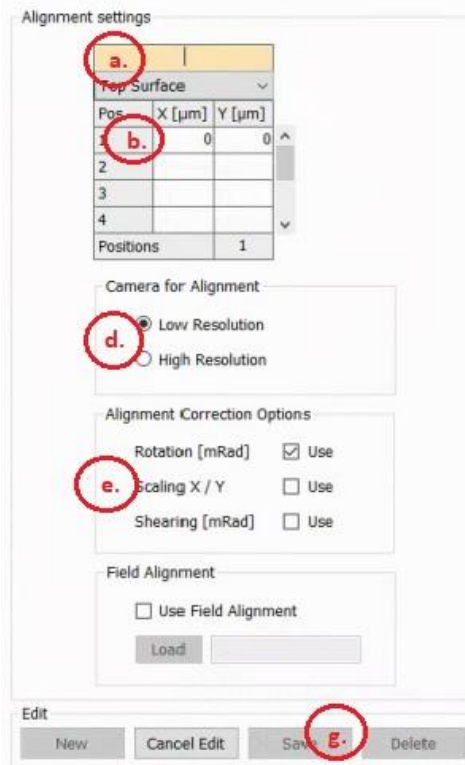 Alignment settings
a.
Top Surface
Pos. X [µm] Y [µm]
1 b. 0 0
2
3
4
Positions 1
Camera for Alignment
d.
Low Resolution
High Resolution
Alignment Correction Options
Rotation [mRad] Use
e. Scaling X / Y Use
Shearing [mRad] Use
Field Alignment
Use Field Alignment
Load
Edit
New Cancel Edit Save g. Delete